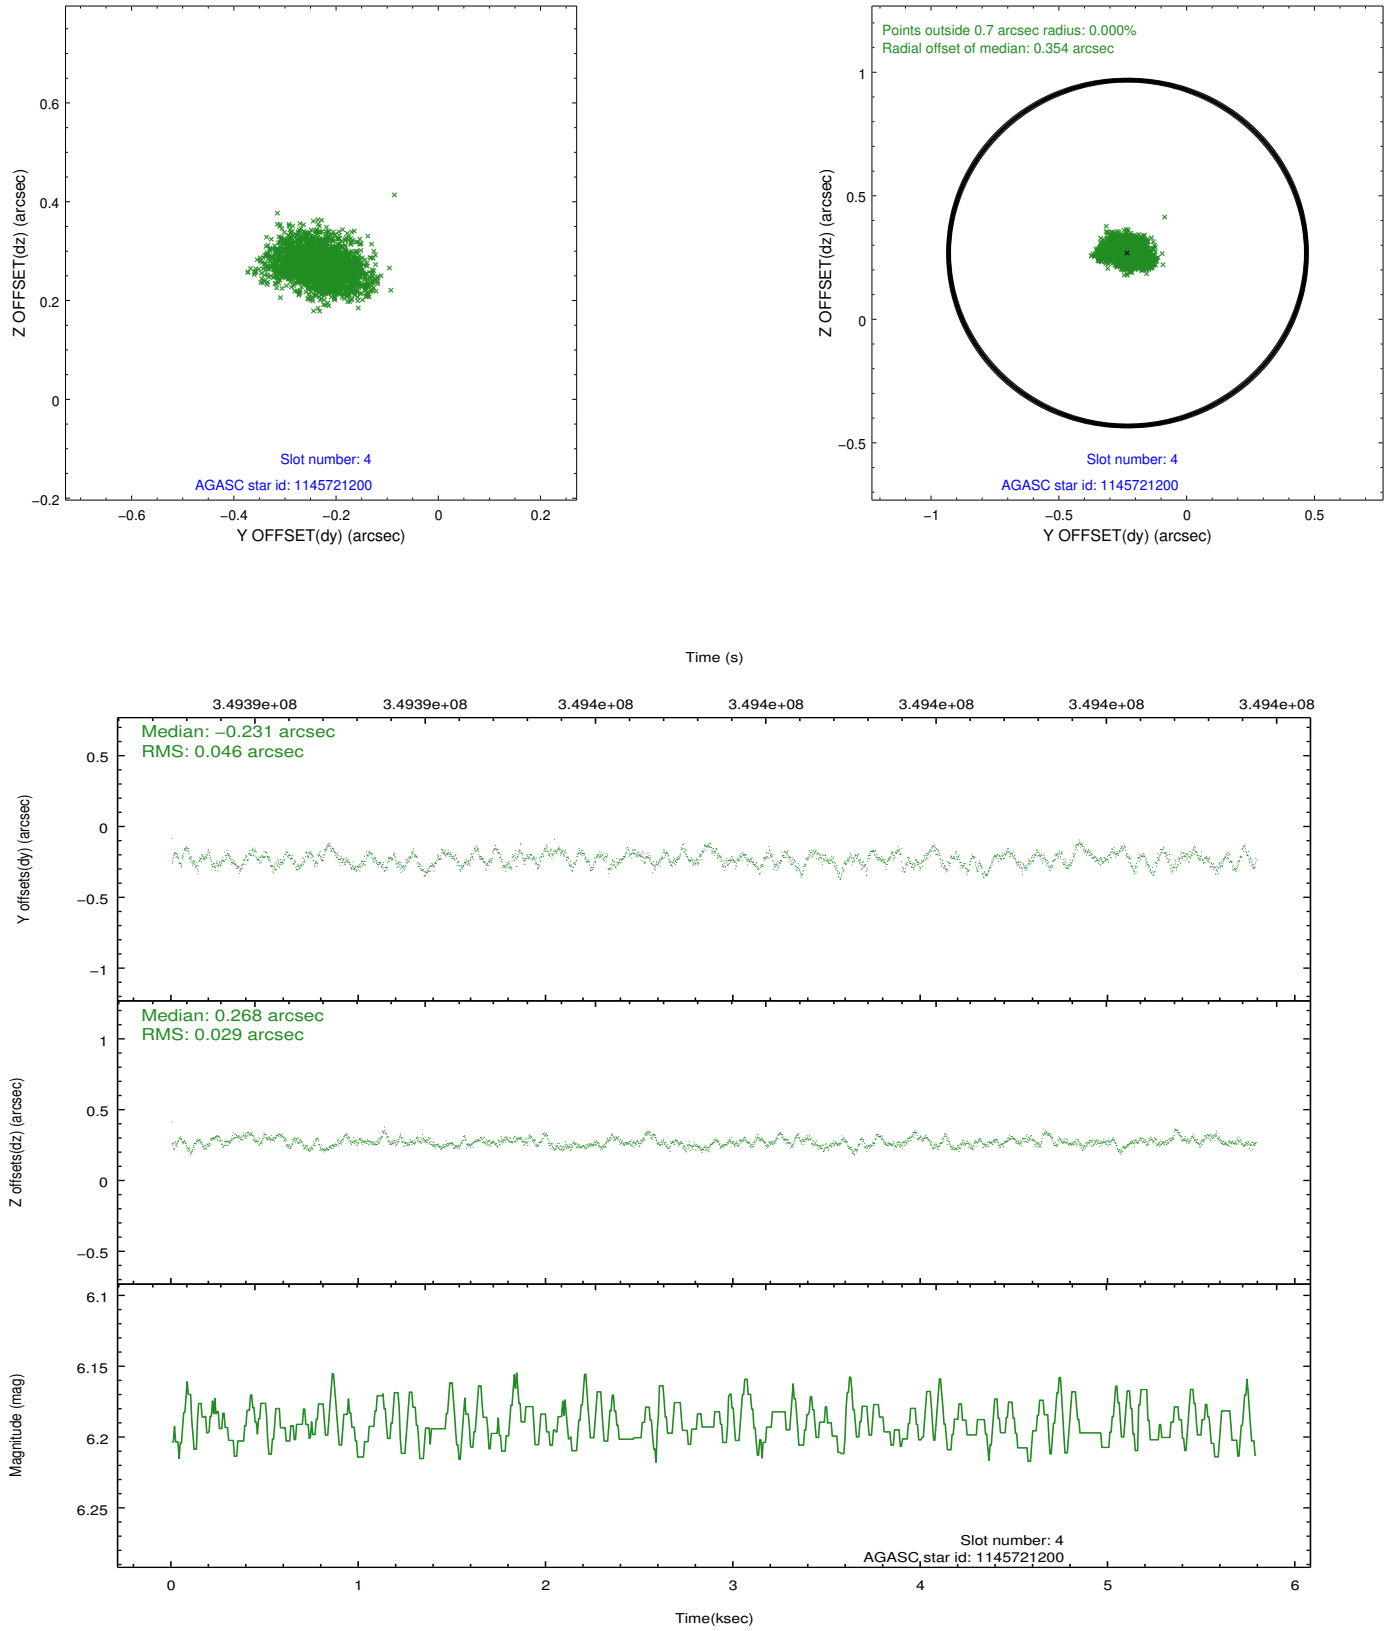 0.6
0.4
0.2
0
−0.2
Z OFFSET(dz) (arcsec)
Slot number: 4
AGASC star id: 1145721200
−0.6
−0.4
−0.2
0
0.2
Y OFFSET(dy) (arcsec)
Points outside 0.7 arcsec radius: 0.000%
Radial offset of median: 0.354 arcsec
1
0.5
0
−0.5
Z OFFSET(dz) (arcsec)
Slot number: 4
AGASC star id: 1145721200
−1
−0.5
0
0.5
Y OFFSET(dy) (arcsec)
Time (s)
3.4939e+08
3.4939e+08
3.494e+08
3.494e+08
3.494e+08
3.494e+08
3.494e+08
Median: −0.231 arcsec
RMS: 0.046 arcsec
0.5
0
−0.5
−1
Y offsets(dy) (arcsec)
Median: 0.268 arcsec
RMS: 0.029 arcsec
1
0.5
0
−0.5
Z offsets(dz) (arcsec)
6.1
6.15
6.2
6.25
Magnitude (mag)
Slot number: 4
AGASC star id: 1145721200
0
1
2
3
4
5
6
Time(ksec)